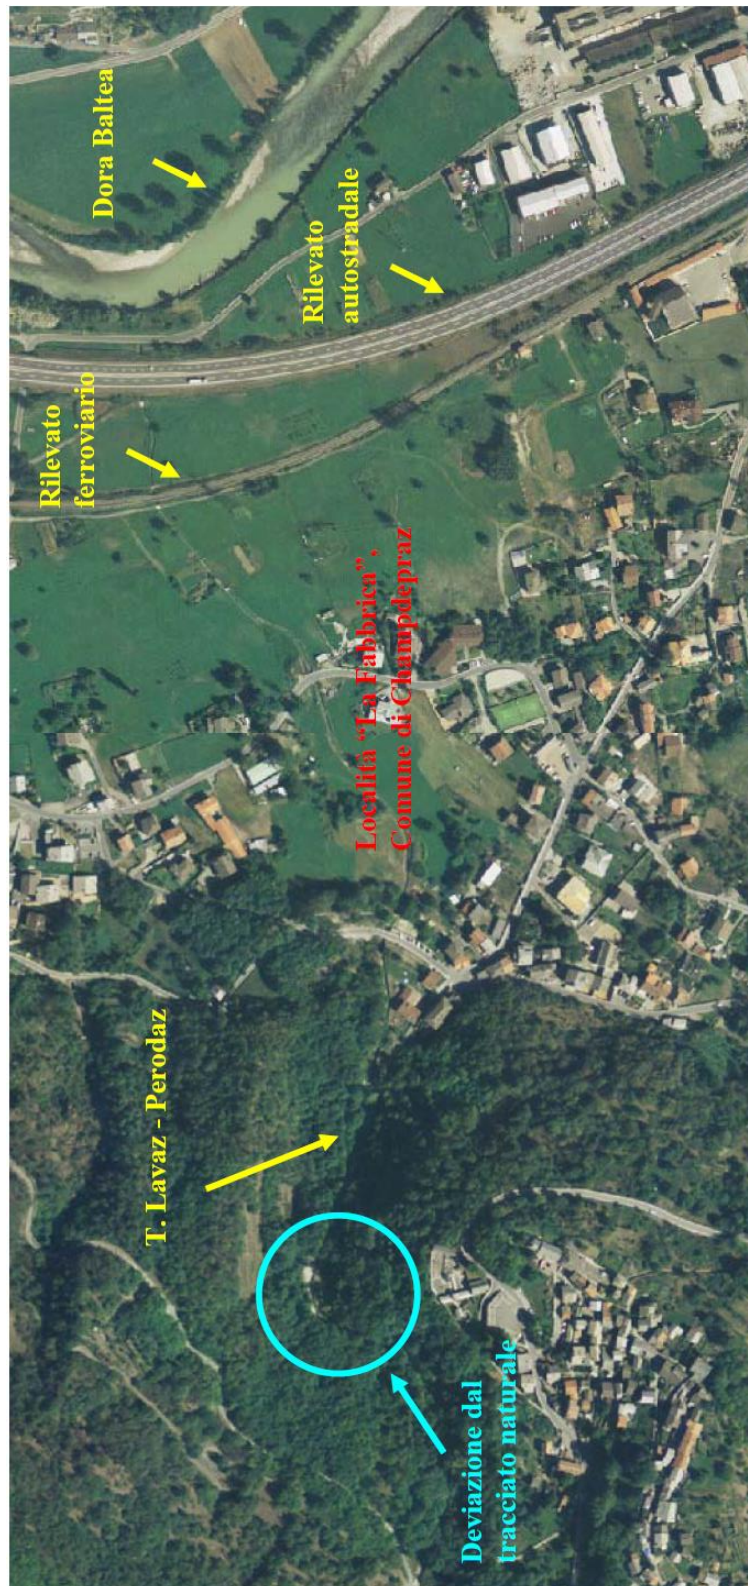 Deviazione dal
tracciato naturale
T. Lavaz - Perodaz
Località “La Fabbrica”,
Comune di Champdepraz
Rilevato
ferroviario
Rilevato
autostradale
Dora Baltea